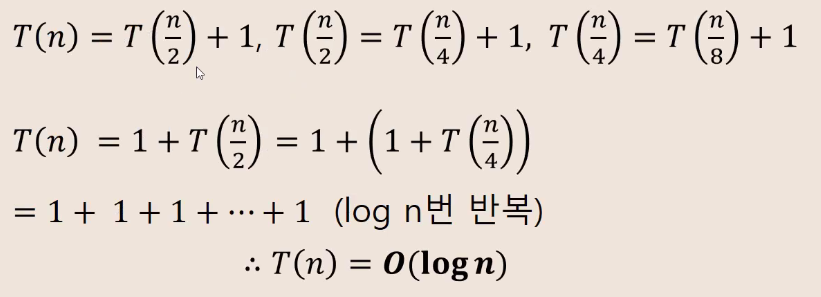 T(n) = T(n/2) + 1, T(n/2) = T(n/4) + 1, T(n/4) = T(n/8) + 1
T(n) = 1 + T(n/2) = 1 + (1 + T(n/4))
= 1 + 1 + 1 + ⋯ + 1 (log n번 반복)
∴ T(n) = O(log n)